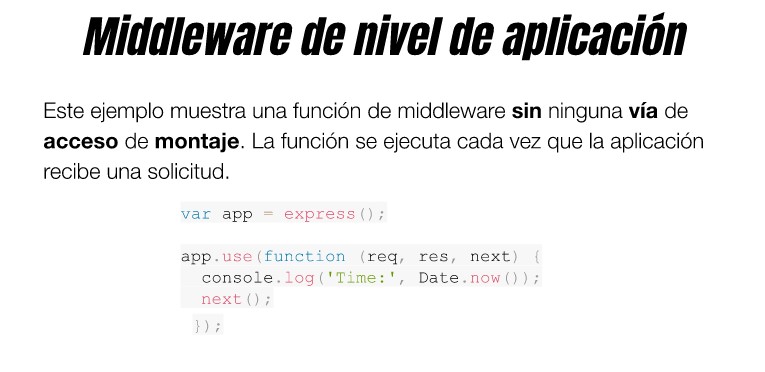 Middleware de nivel de aplicación
Este ejemplo muestra una función de middleware sin ninguna vía de
acceso de montaje. La función se ejecuta cada vez que la aplicación
recibe una solicitud.
var app = express();
app.use(function (req, res, next) {
  console.log('Time:', Date.now());
  next();
});